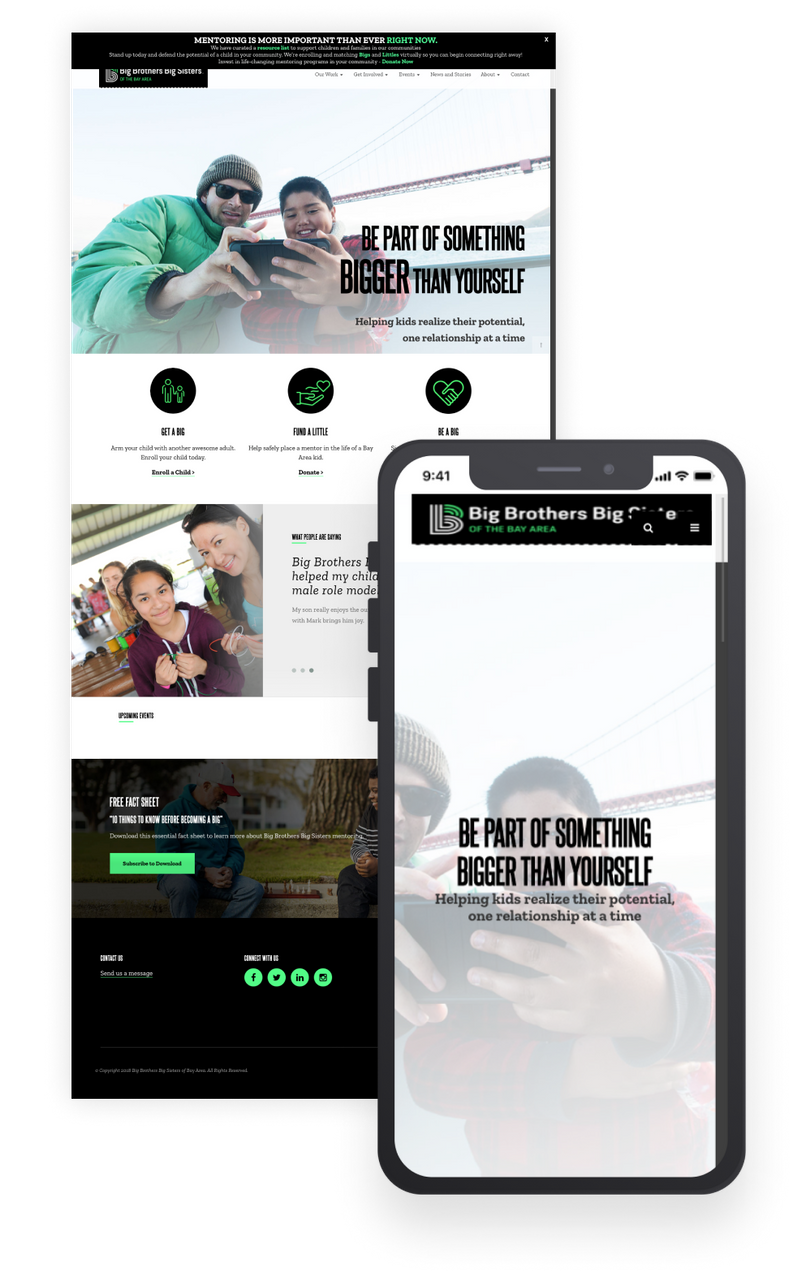 MENTORING IS MORE IMPORTANT THAN EVER RIGHT NOW.
X
We have curated a resource list to support children and families in our communities
Stand up today and defend the potential of a child in your community. We're enrolling and matching Bigs and Littles virtually so you can begin connecting right away!
Invest in life-changing mentoring programs in your community - Donate Now
Big Brothers Big Sisters
OF THE BAY AREA
Our Work Get Involved Events News and Stories About Contact
BE PART OF SOMETHING
BIGGER THAN YOURSELF
Helping kids realize their potential,
one relationship at a time
GET A BIG
FUND A LITTLE
BE A BIG
Arm your child with another awesome adult.
Enroll your child today.
Enroll a Child >
Help safely place a mentor in the life of a Bay
Area kid.
Donate >
WHAT PEOPLE ARE SAYING
Big Brothers
helped my child
male role mode
My son really enjoys the ou
with Mark brings him joy.
UPCOMING EVENTS
FREE FACT SHEET
"10 THINGS TO KNOW BEFORE BECOMING A BIG"
Download this essential fact sheet to learn more about Big Brothers Big Sisters mentoring.
Subscribe to Download
CONTACT US
Send us a message
CONNECT WITH US
© Copyright 2018 Big Brothers Big Sisters of Bay Area. All Rights Reserved.
9:41
Big Brothers Big Siste
OF THE BAY AREA
BE PART OF SOMETHING
BIGGER THAN YOURSELF
Helping kids realize their potential,
one relationship at a time